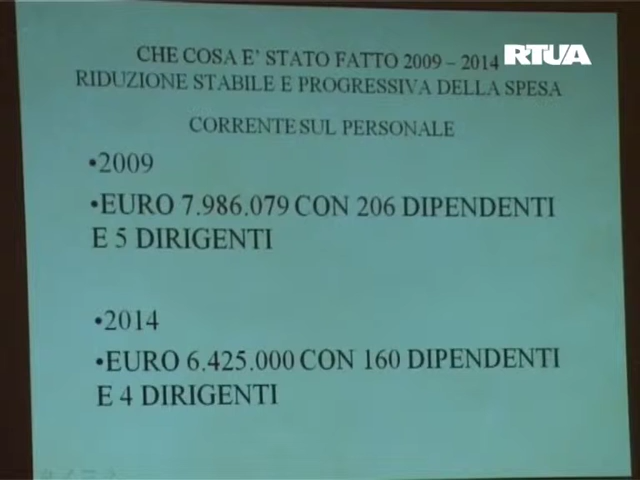 RTUA
CHE COSA E' STATO FATTO 2009 – 2014
RIDUZIONE STABILE E PROGRESSIVA DELLA SPESA
CORRENTE SUL PERSONALE
•2009
•EURO 7.986.079 CON 206 DIPENDENTI
E 5 DIRIGENTI
•2014
•EURO 6.425.000 CON 160 DIPENDENTI
E 4 DIRIGENTI